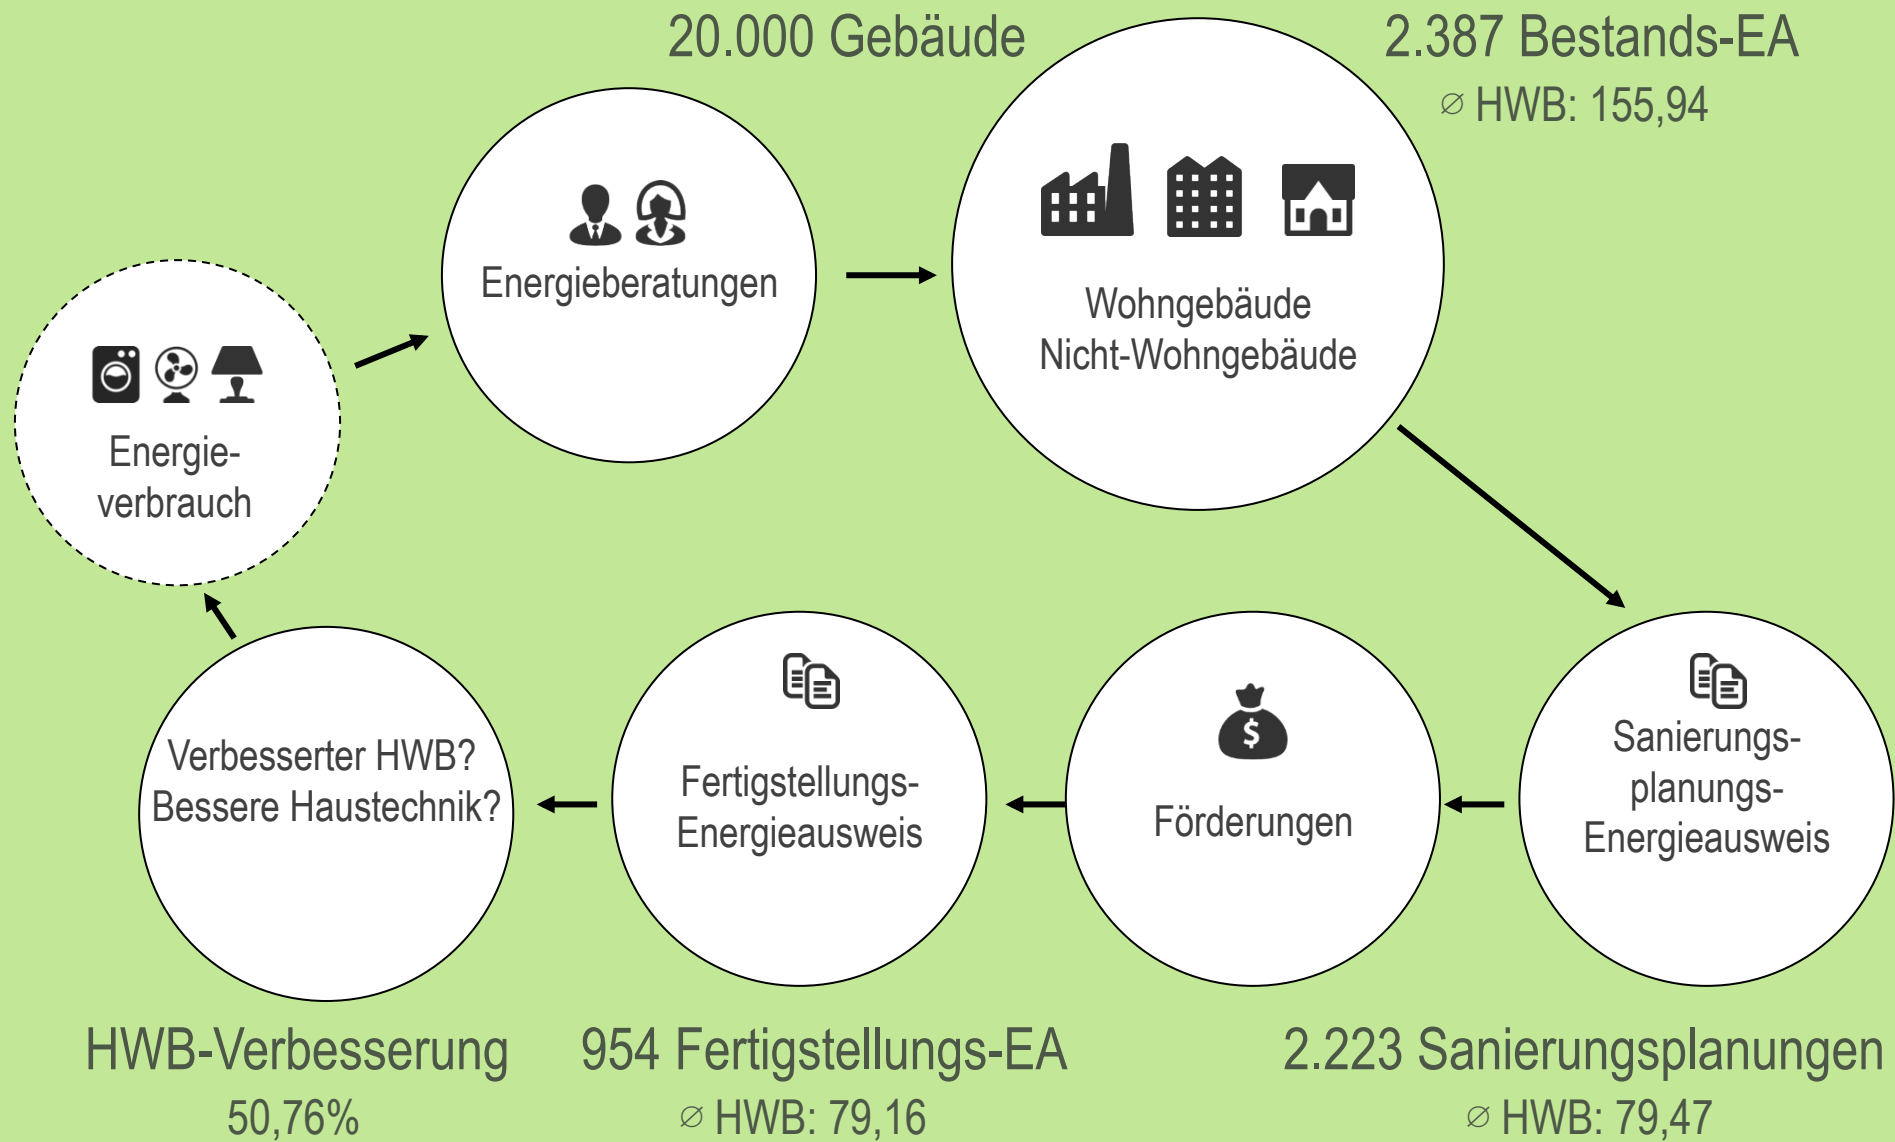 20.000 Gebäude
2.387 Bestands-EA
∅ HWB: 155,94
Energieberatungen
Wohngebäude
Nicht-Wohngebäude
Energie-
verbrauch
Verbesserter HWB?
Bessere Haustechnik?
Fertigstellungs-
Energieausweis
$
Förderungen
Sanierungs-
planungs-
Energieausweis
HWB-Verbesserung
50,76%
954 Fertigstellungs-EA
∅ HWB: 79,16
2.223 Sanierungsplanungen
∅ HWB: 79,47